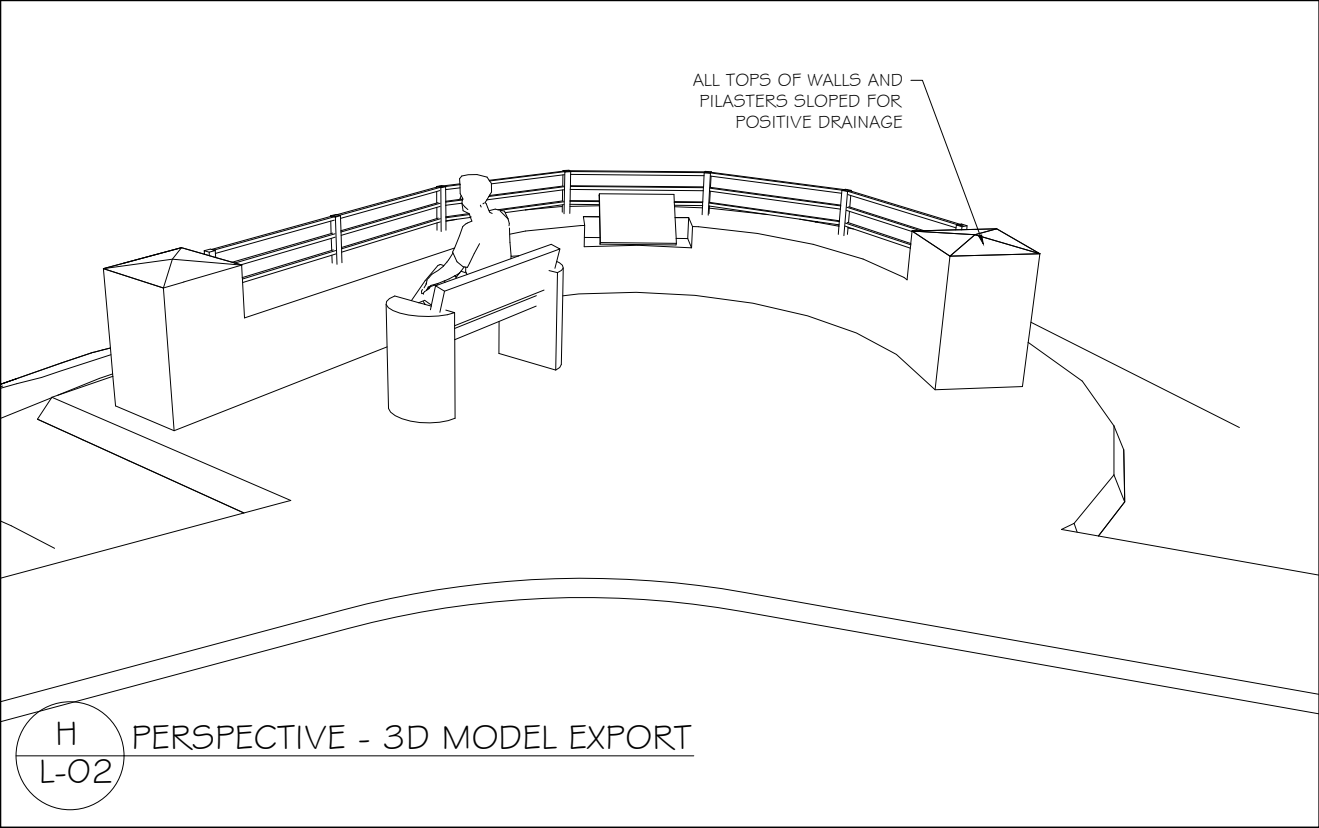 ALL TOPS OF WALLS AND
PILASTERS SLOPED FOR
POSITIVE DRAINAGE
H
PERSPECTIVE - 3D MODEL EXPORT
L-02